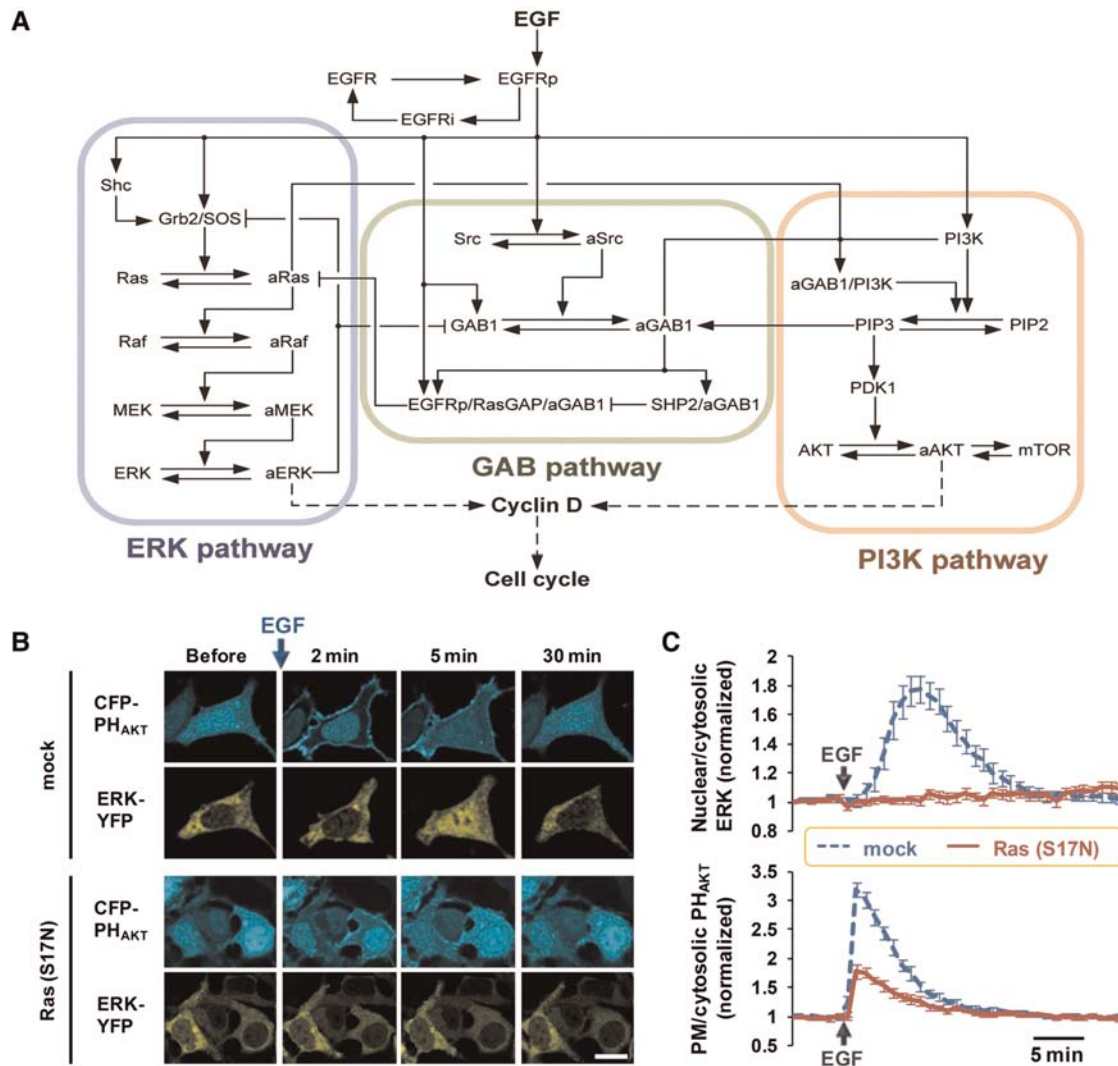 A
EGF
EGFR
EGFRp
EGFRi
Shc
Grb2/SOS
Ras
aRas
Raf
aRaf
MEK
aMEK
ERK
aERK
ERK pathway
Src
aSrc
GAB1
aGAB1
EGFRp/RasGAP/aGAB1
SHP2/aGAB1
GAB pathway
PI3K
aGAB1/PI3K
PIP3
PIP2
PDK1
AKT
aAKT
mTOR
PI3K pathway
Cyclin D
Cell cycle
B
EGF
Before
2 min
5 min
30 min
mock
CFP-
PHAKT
ERK-
YFP
Ras (S17N)
CFP-
PHAKT
ERK-
YFP
C
Nuclear/cytosolic
ERK (normalized)
2
1.8
1.6
1.4
1.2
1
0.8
EGF
mock
Ras (S17N)
PM/cytosolic PHAKT
(normalized)
3.5
3
2.5
2
1.5
1
0.5
EGF
5 min